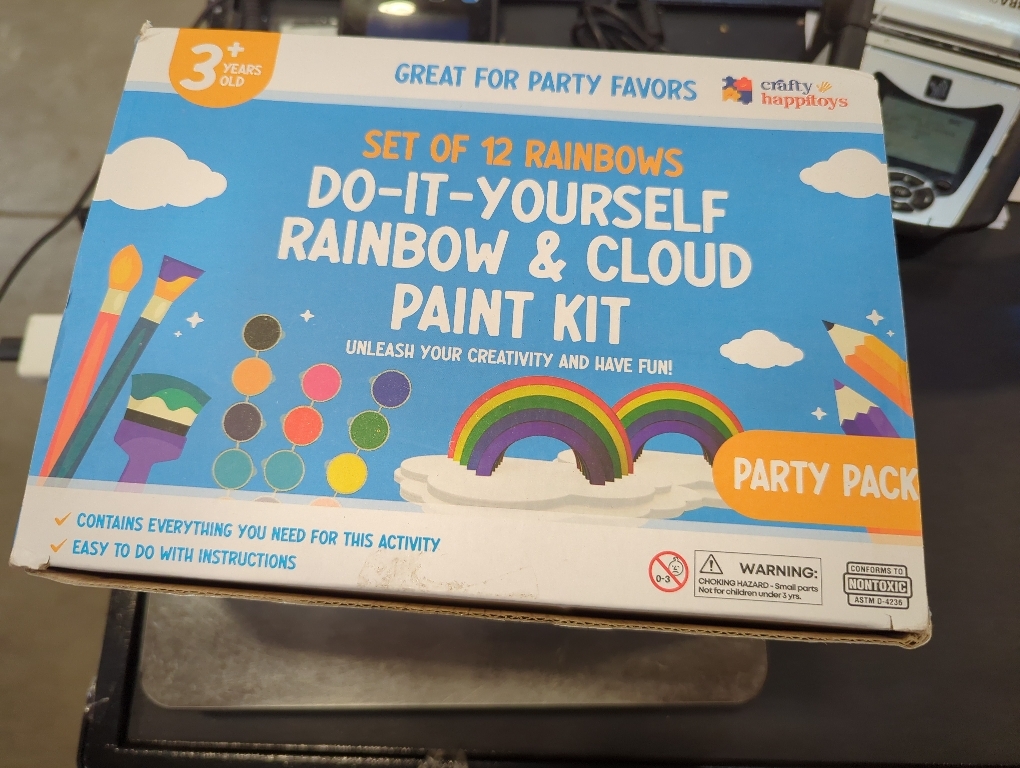 3+
YEARS
OLD
GREAT FOR PARTY FAVORS
crafty
happitoys
SET OF 12 RAINBOWS
DO-IT-YOURSELF
RAINBOW & CLOUD
PAINT KIT
UNLEASH YOUR CREATIVITY AND HAVE FUN!
PARTY PACK
✓ CONTAINS EVERYTHING YOU NEED FOR THIS ACTIVITY
✓ EASY TO DO WITH INSTRUCTIONS
0-3
WARNING:
CHOKING HAZARD - Small parts
Not for children under 3 yrs.
CONFORMS TO
NONTOXIC
ASTM D-4236